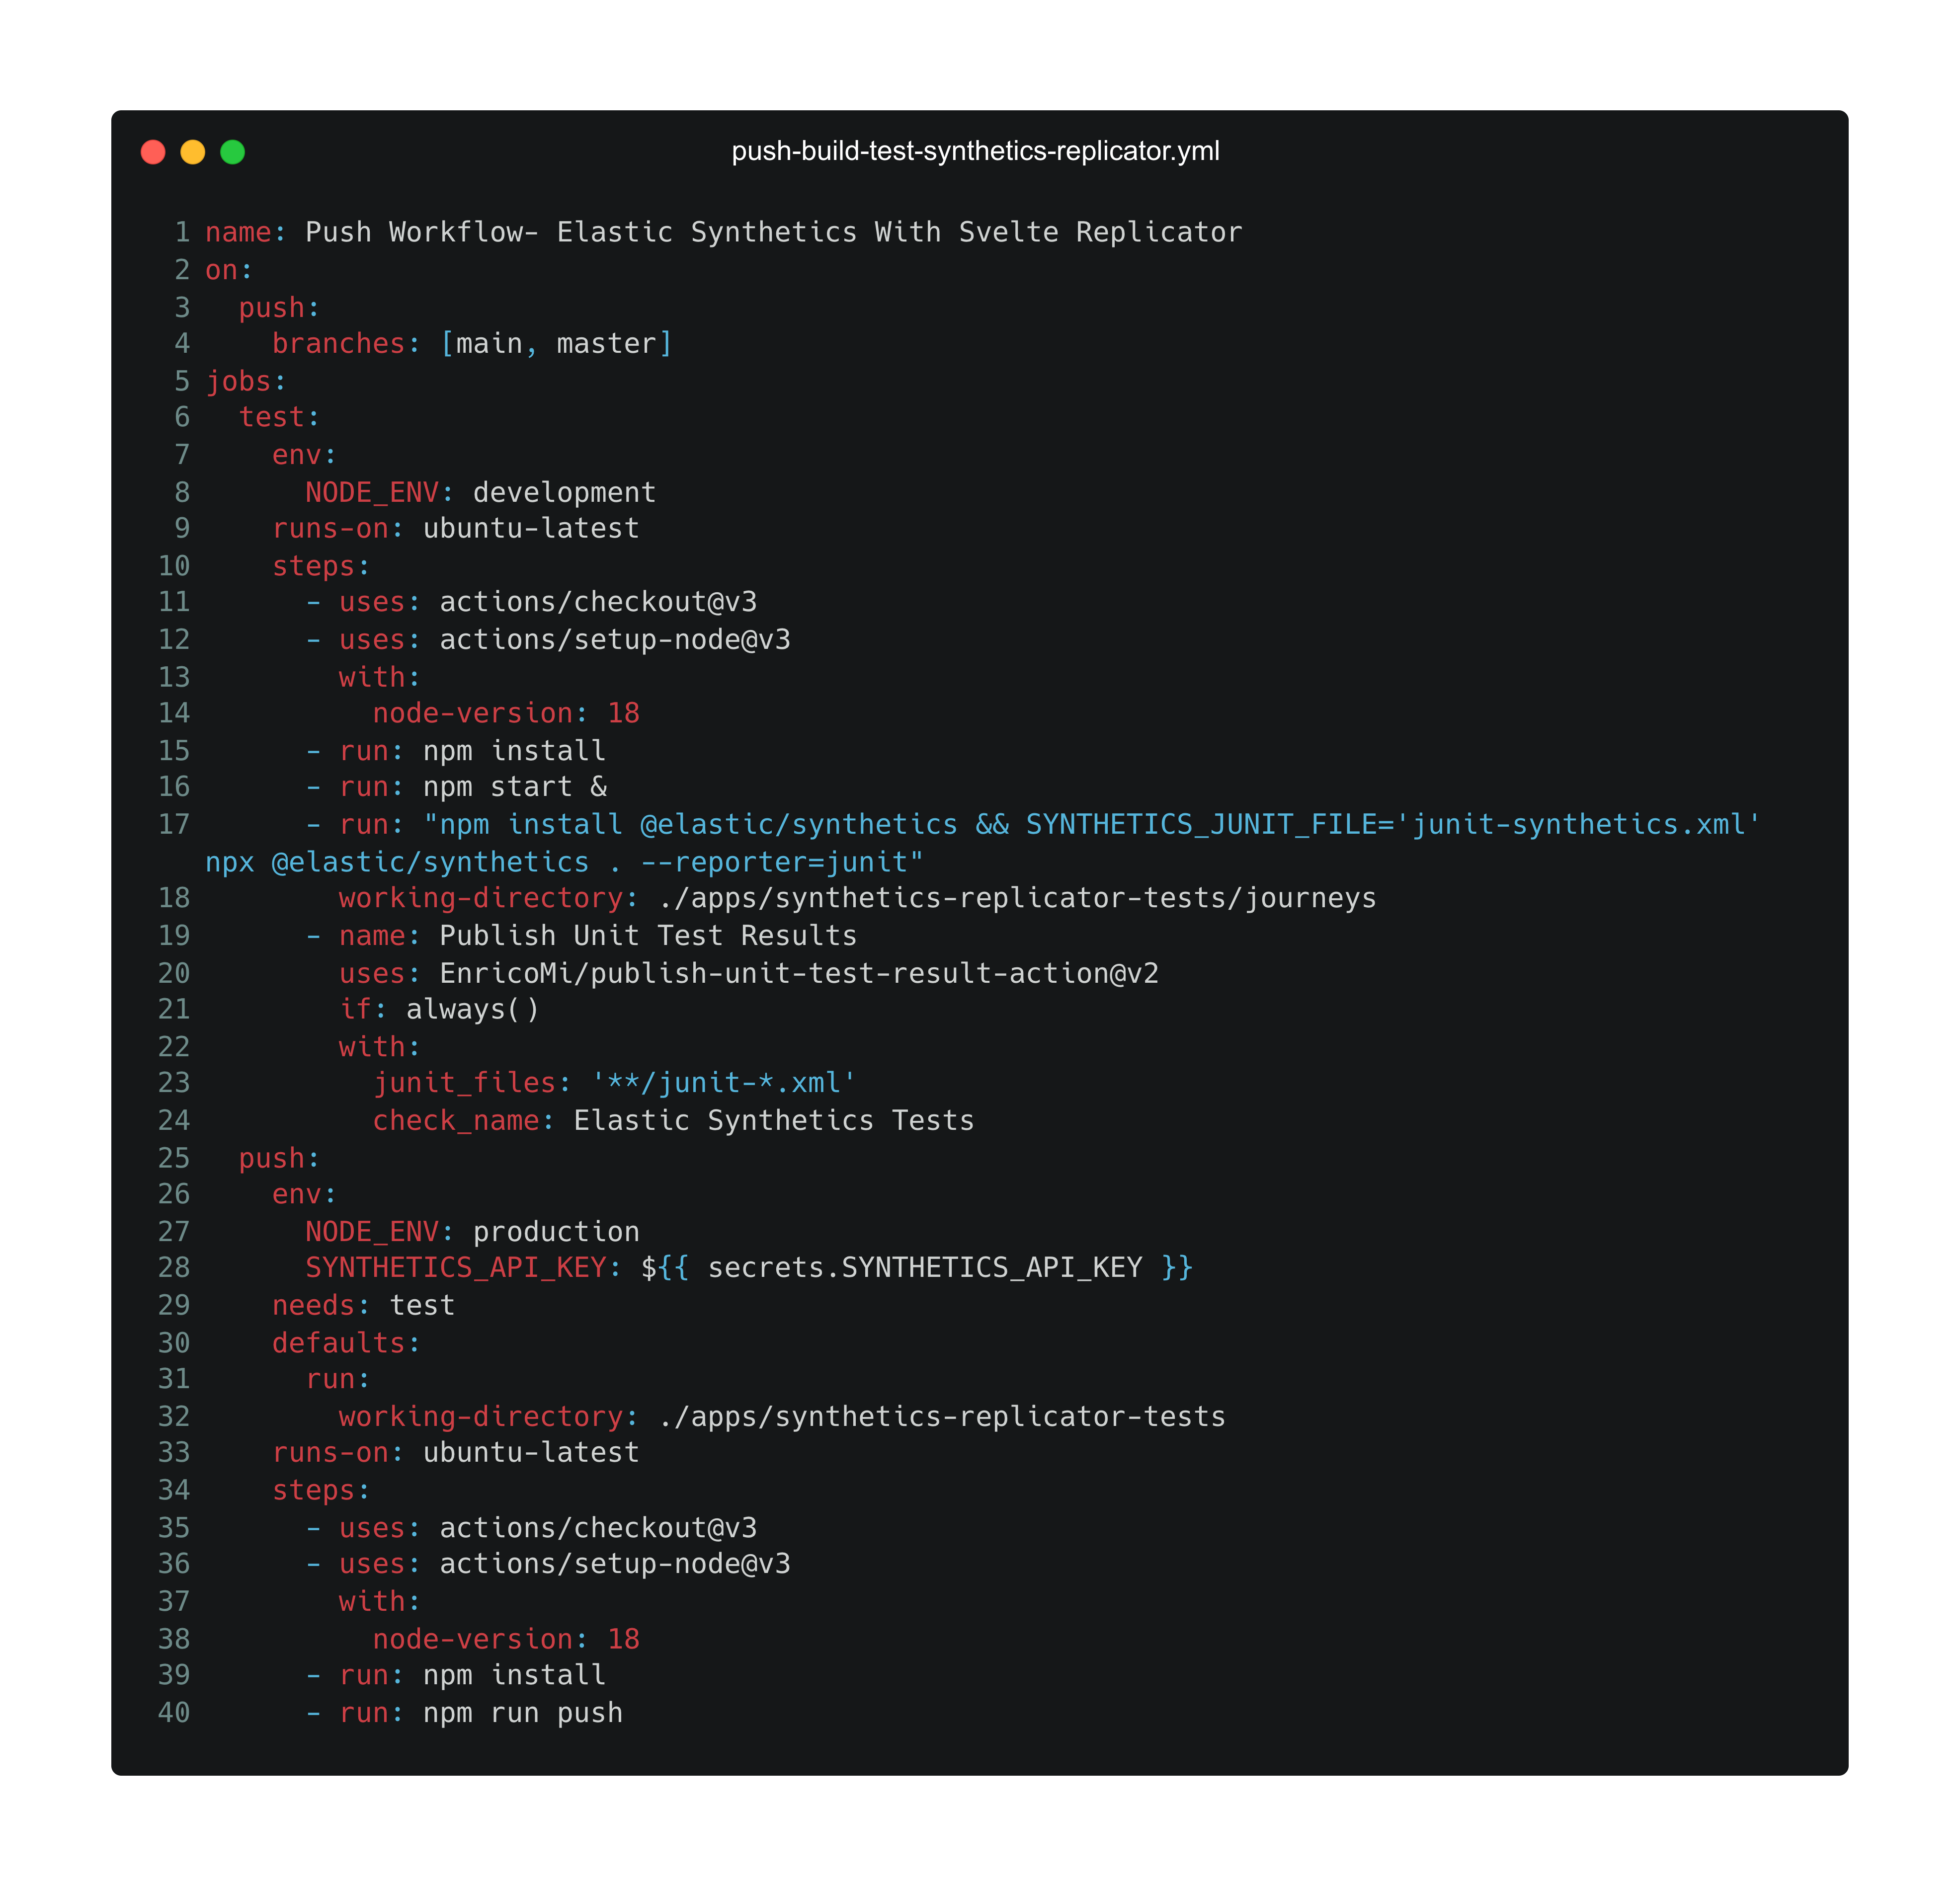 push-build-test-synthetics-replicator.yml
1 name: Push Workflow- Elastic Synthetics With Svelte Replicator
2 on:
3   push:
4     branches: [main, master]
5 jobs:
6   test:
7     env:
8       NODE_ENV: development
9     runs-on: ubuntu-latest
10     steps:
11       - uses: actions/checkout@v3
12       - uses: actions/setup-node@v3
13         with:
14           node-version: 18
15       - run: npm install
16       - run: npm start &
17       - run: "npm install @elastic/synthetics && SYNTHETICS_JUNIT_FILE='junit-synthetics.xml'
npx @elastic/synthetics . --reporter=junit"
18         working-directory: ./apps/synthetics-replicator-tests/journeys
19       - name: Publish Unit Test Results
20         uses: EnricoMi/publish-unit-test-result-action@v2
21         if: always()
22         with:
23           junit_files: '**/junit-*.xml'
24           check_name: Elastic Synthetics Tests
25   push:
26     env:
27       NODE_ENV: production
28       SYNTHETICS_API_KEY: ${{ secrets.SYNTHETICS_API_KEY }}
29     needs: test
30     defaults:
31       run:
32         working-directory: ./apps/synthetics-replicator-tests
33     runs-on: ubuntu-latest
34     steps:
35       - uses: actions/checkout@v3
36       - uses: actions/setup-node@v3
37         with:
38           node-version: 18
39       - run: npm install
40       - run: npm run push